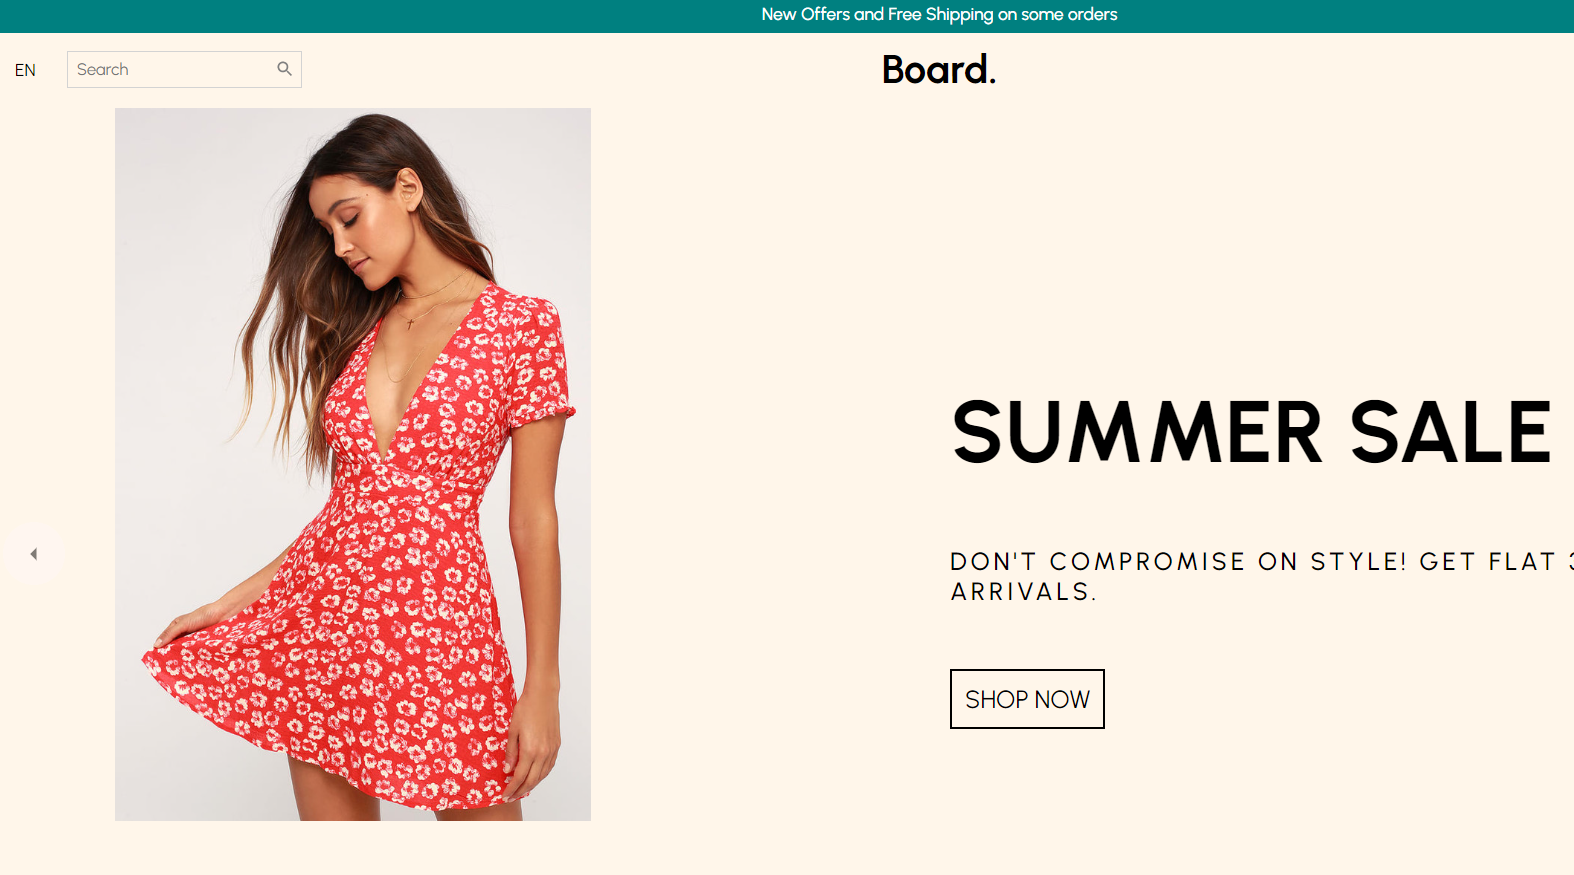 New Offers and Free Shipping on some orders
EN
Search
Board.
SUMMER SALE
DON'T COMPROMISE ON STYLE! GET FLAT
ARRIVALS.
SHOP NOW